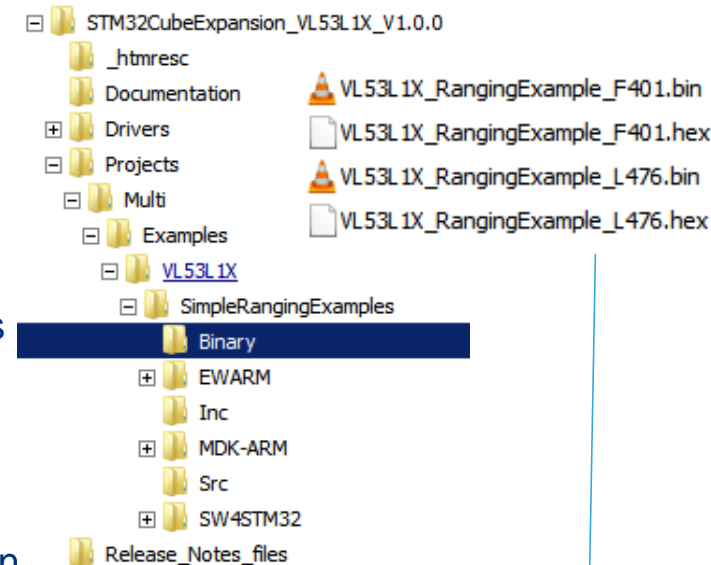 STM32CubeExpansion_VL53L1X_V1.0.0
_htmresc
Documentation
Drivers
Projects
Multi
Examples
VL53L1X
SimpleRangingExamples
Binary
EWARM
Inc
MDK-ARM
Src
SW4STM32
Release_Notes_files
VL53L1X_RangingExample_F401.bin
VL53L1X_RangingExample_F401.hex
VL53L1X_RangingExample_L476.bin
VL53L1X_RangingExample_L476.hex